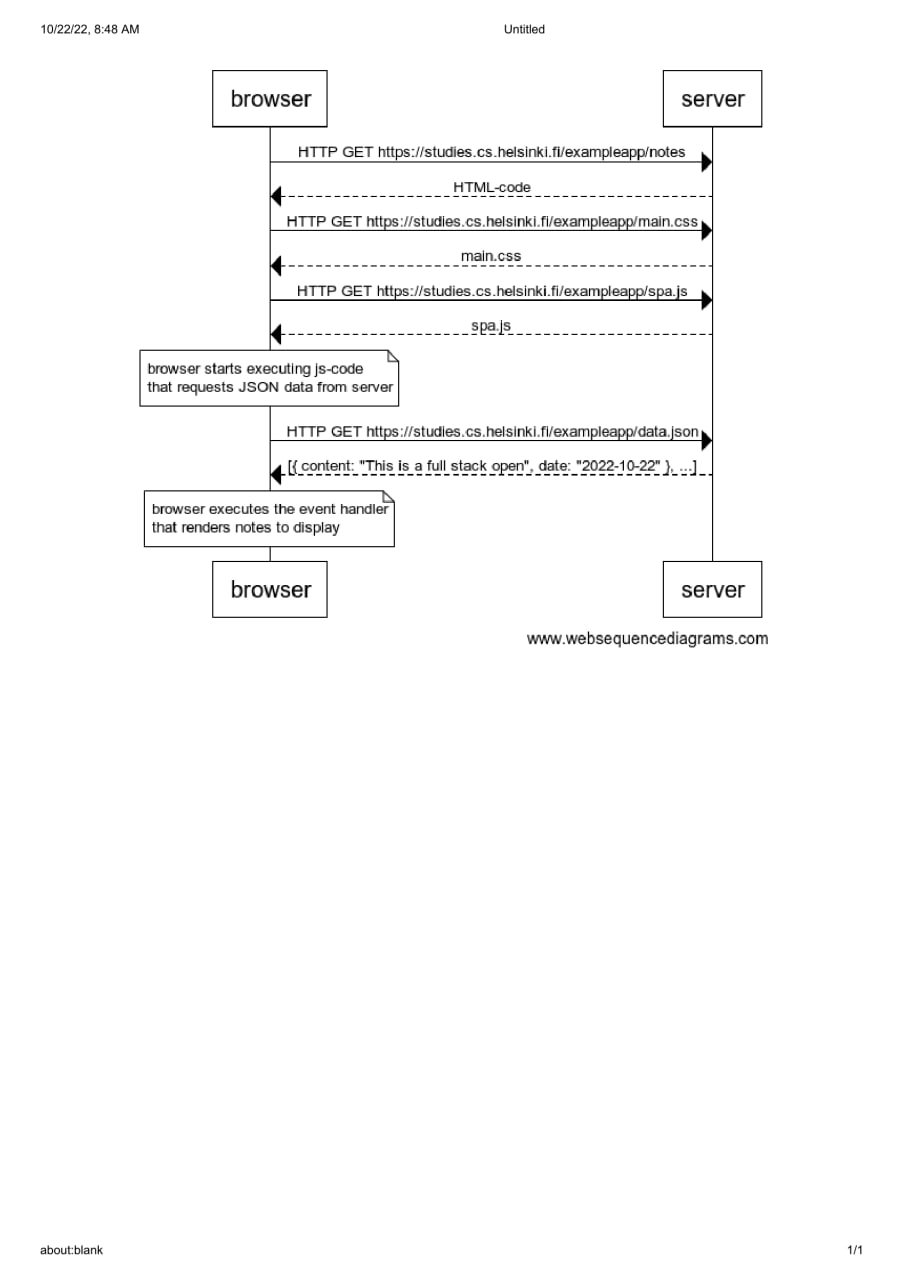 10/22/22, 8:48 AM
Untitled
browser
server
HTTP GET https://studies.cs.helsinki.fi/exampleapp/notes
HTML-code
HTTP GET https://studies.cs.helsinki.fi/exampleapp/main.css
main.css
HTTP GET https://studies.cs.helsinki.fi/exampleapp/spa.js
spa.js
browser starts executing js-code
that requests JSON data from server
HTTP GET https://studies.cs.helsinki.fi/exampleapp/data.json
[{ content: "This is a full stack open", date: "2022-10-22" }, ...]
browser executes the event handler
that renders notes to display
browser
server
www.websequencediagrams.com
about:blank
1/1